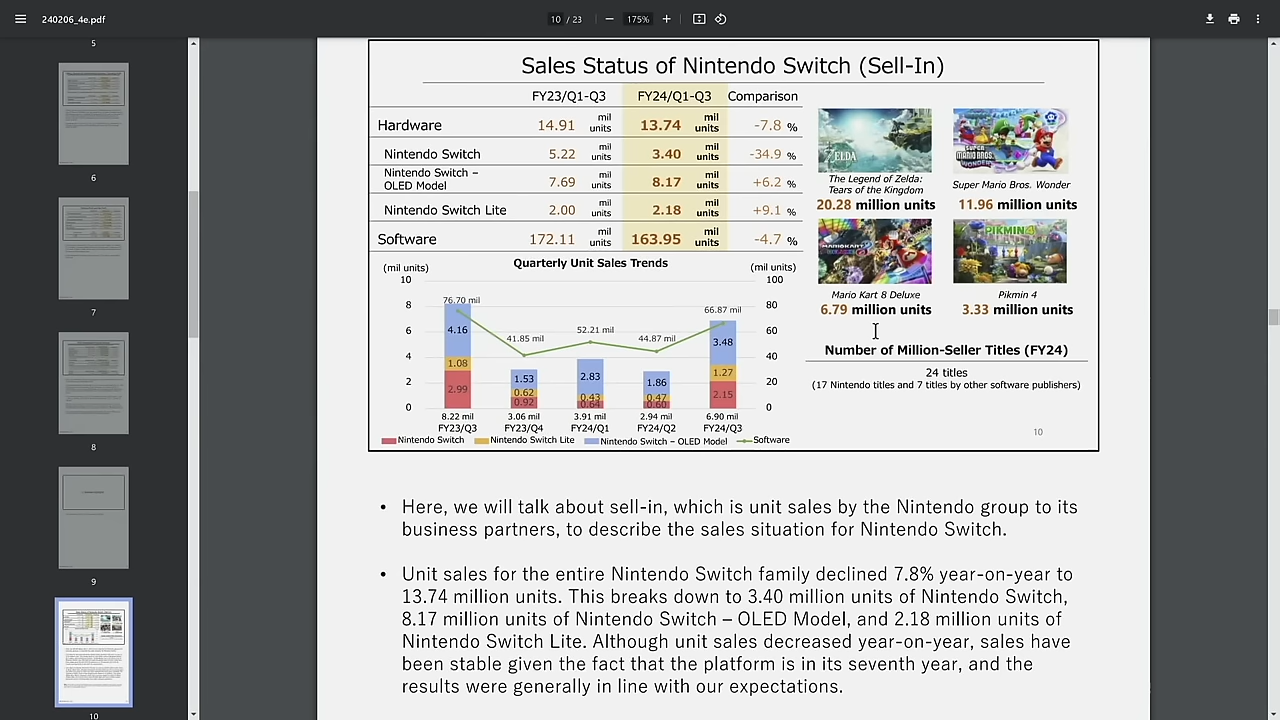 240206_4e.pdf
10 / 23
175%
5
6
7
8
9
10
Sales Status of Nintendo Switch (Sell-In)
FY23/Q1-Q3 FY24/Q1-Q3 Comparison
Hardware 14.91 mil units 13.74 mil units -7.8 %
Nintendo Switch 5.22 mil units 3.40 mil units -34.9 %
Nintendo Switch – OLED Model 7.69 mil units 8.17 mil units +6.2 %
Nintendo Switch Lite 2.00 mil units 2.18 mil units +9.1 %
Software 172.11 mil units 163.95 mil units -4.7 %
ZELDA
The Legend of Zelda:
Tears of the Kingdom
20.28 million units
SUPER
MARIO BROS.
WONDER
Super Mario Bros. Wonder
11.96 million units
MARIOKART 8
DELUXE
Mario Kart 8 Deluxe
6.79 million units
PIKMIN 4
Pikmin 4
3.33 million units
Number of Million-Seller Titles (FY24)
24 titles
(17 Nintendo titles and 7 titles by other software publishers)
10
Quarterly Unit Sales Trends
(mil units) (mil units)
10 100
8 80
6 60
4 40
2 20
0 0
76.70 mil 41.85 mil 52.21 mil 44.87 mil 66.87 mil
4.16 1.53 2.83 1.86 3.48
1.08 0.62 0.43 0.47 1.27
2.99 0.92 0.64 0.60 2.15
8.22 mil 3.06 mil 3.91 mil 2.94 mil 6.90 mil
FY23/Q3 FY23/Q4 FY24/Q1 FY24/Q2 FY24/Q3
Nintendo Switch Nintendo Switch Lite Nintendo Switch – OLED Model Software
• Here, we will talk about sell-in, which is unit sales by the Nintendo group to its
business partners, to describe the sales situation for Nintendo Switch.
• Unit sales for the entire Nintendo Switch family declined 7.8% year-on-year to
13.74 million units. This breaks down to 3.40 million units of Nintendo Switch,
8.17 million units of Nintendo Switch – OLED Model, and 2.18 million units of
Nintendo Switch Lite. Although unit sales decreased year-on-year, sales have
been stable given the fact that the platform is in its seventh year, and the
results were generally in line with our expectations.